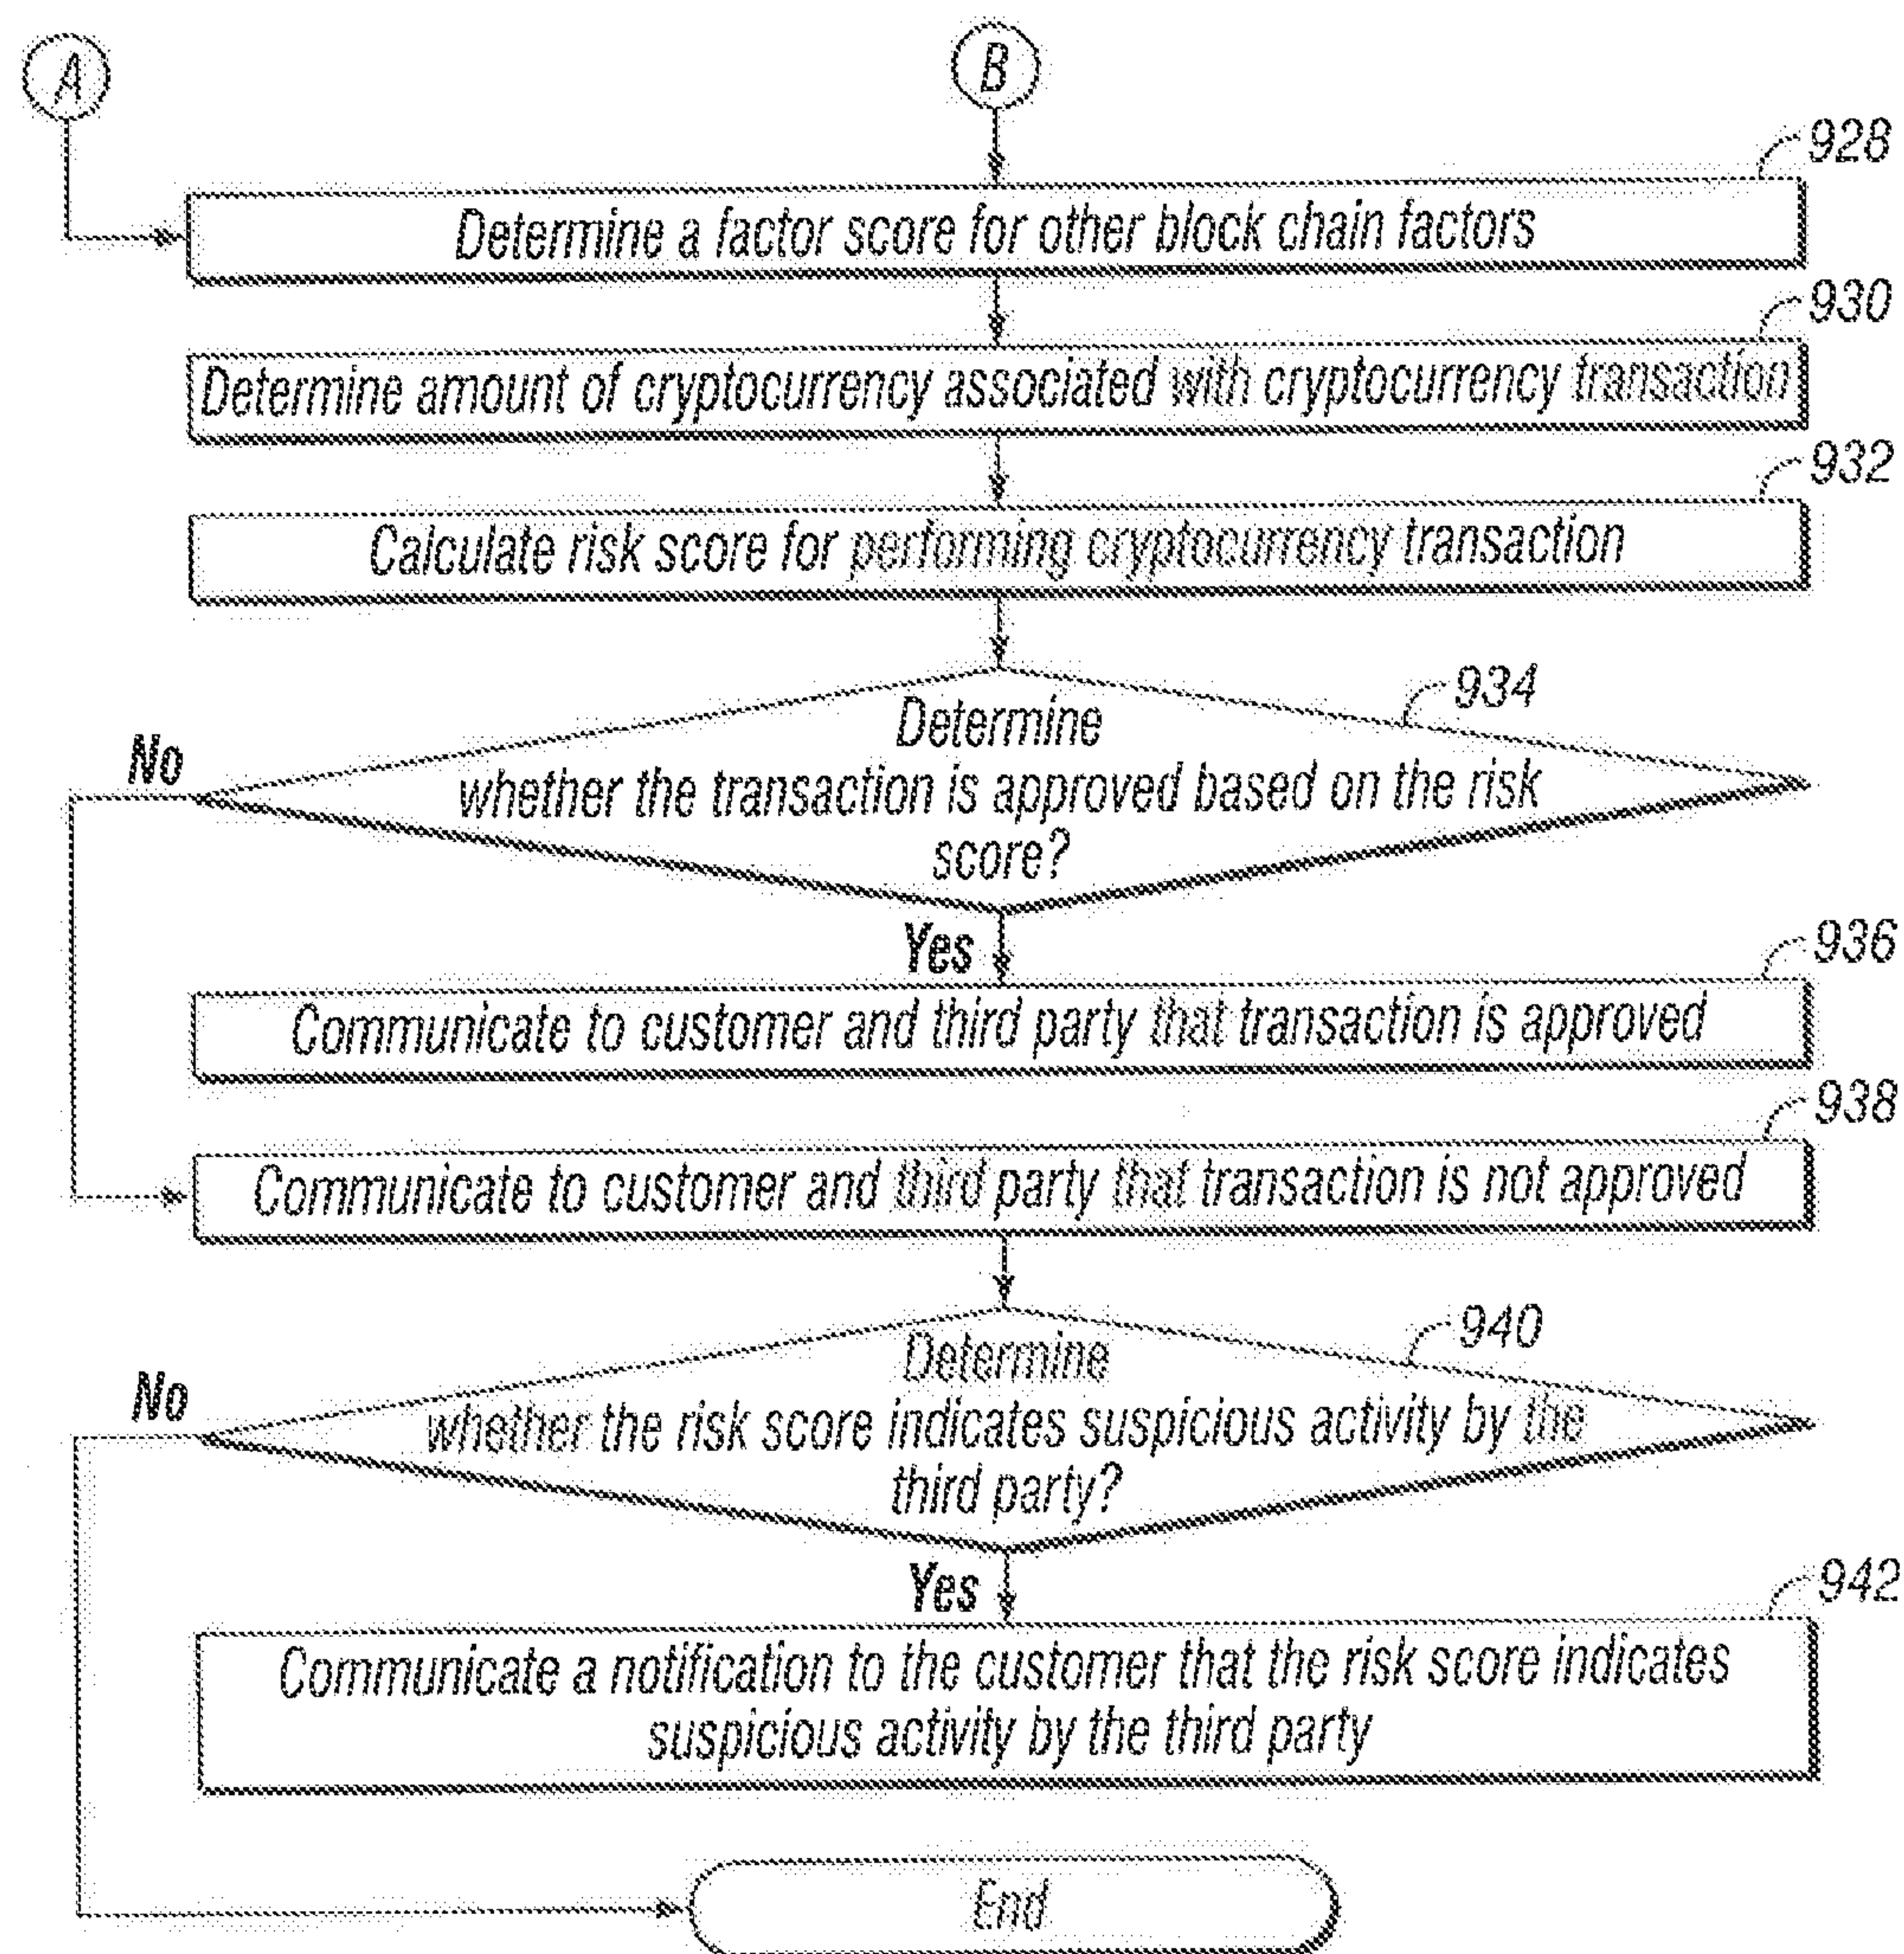 A
B
928
Determine a factor score for other block chain factors
930
Determine amount of cryptocurrency associated with cryptocurrency transaction
932
Calculate risk score for performing cryptocurrency transaction
934
Determine
whether the transaction is approved based on the risk
score?
No
Yes
936
Communicate to customer and third party that transaction is approved
938
Communicate to customer and third party that transaction is not approved
940
Determine
whether the risk score indicates suspicious activity by the
third party?
No
Yes
942
Communicate a notification to the customer that the risk score indicates
suspicious activity by the third party
End